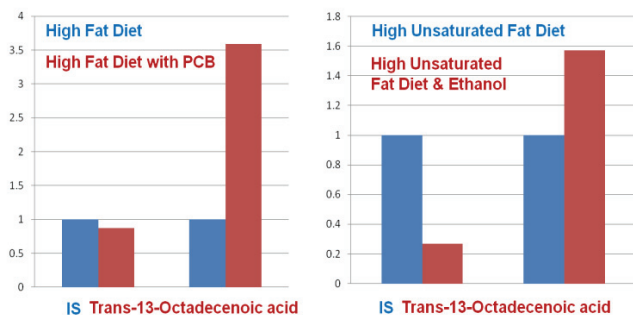 4
3.5
3
2.5
2
1.5
1
0.5
0
High Fat Diet
High Fat Diet with PCB
IS Trans-13-Octadecenoic acid
1.8
1.6
1.4
1.2
1
0.8
0.6
0.4
0.2
0
High Unsaturated Fat Diet
High Unsaturated
Fat Diet & Ethanol
IS Trans-13-Octadecenoic acid